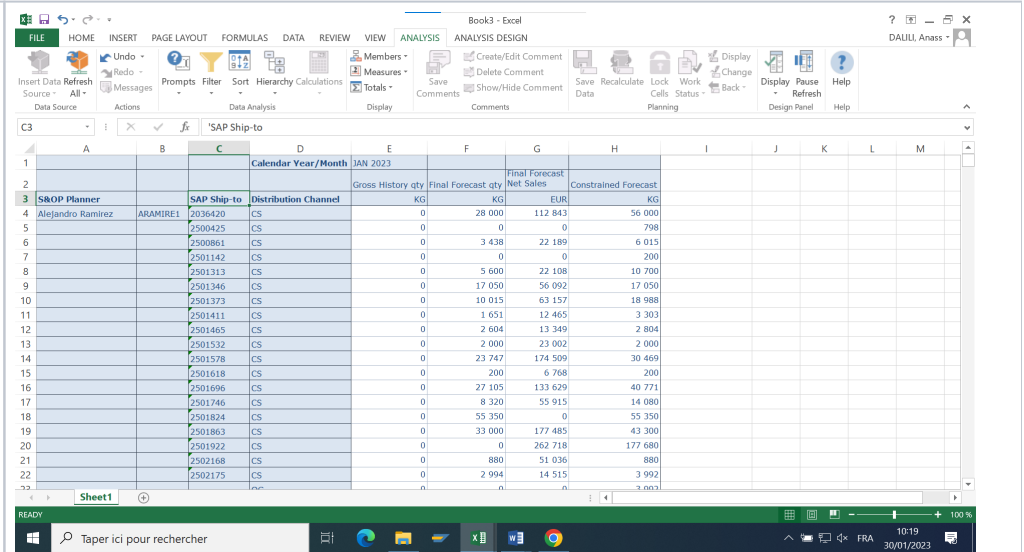 Book3 - Excel
FILE HOME INSERT PAGE LAYOUT FORMULAS DATA REVIEW VIEW ANALYSIS ANALYSIS DESIGN DALILI, Anass
Undo Members Create/Edit Comment Display
Redo Measures Delete Comment Change
Messages Totals Show/Hide Comment Back
Insert Data Source Refresh All Prompts Filter Sort Hierarchy Calculations Save Comments Save Data Recalculate Lock Cells Work Status Display Pause Refresh Help
Data Source Actions Data Analysis Display Comments Planning Design Panel Help
C3 fx 'SAP Ship-to
A B C D E F G H I J K L M
1 Calendar Year/Month JAN 2023
2 Gross History qty Final Forecast qty Final Forecast Net Sales Constrained Forecast
3 S&OP Planner SAP Ship-to Distribution Channel KG KG EUR KG
4 Alejandro Ramirez ARAMIRE1 2036420 CS 0 28 000 112 843 56 000
5 2500425 CS 0 0 0 798
6 2500861 CS 0 3 438 22 189 6 015
7 2501142 CS 0 0 0 200
8 2501313 CS 0 5 600 22 108 10 700
9 2501346 CS 0 17 050 56 092 17 050
10 2501373 CS 0 10 015 63 157 18 988
11 2501411 CS 0 1 651 12 465 3 303
12 2501465 CS 0 2 604 13 349 2 804
13 2501532 CS 0 2 000 23 002 2 000
14 2501578 CS 0 23 747 174 509 30 469
15 2501618 CS 0 200 6 768 200
16 2501696 CS 0 27 105 133 629 40 771
17 2501746 CS 0 8 320 55 915 14 080
18 2501824 CS 0 55 350 0 55 350
19 2501863 CS 0 33 000 177 485 43 300
20 2501922 CS 0 0 262 718 177 680
21 2502168 CS 0 880 51 036 880
22 2502175 CS 0 2 994 14 515 3 992
Sheet1
READY 100 %
Taper ici pour rechercher FRA 10:19
30/01/2023